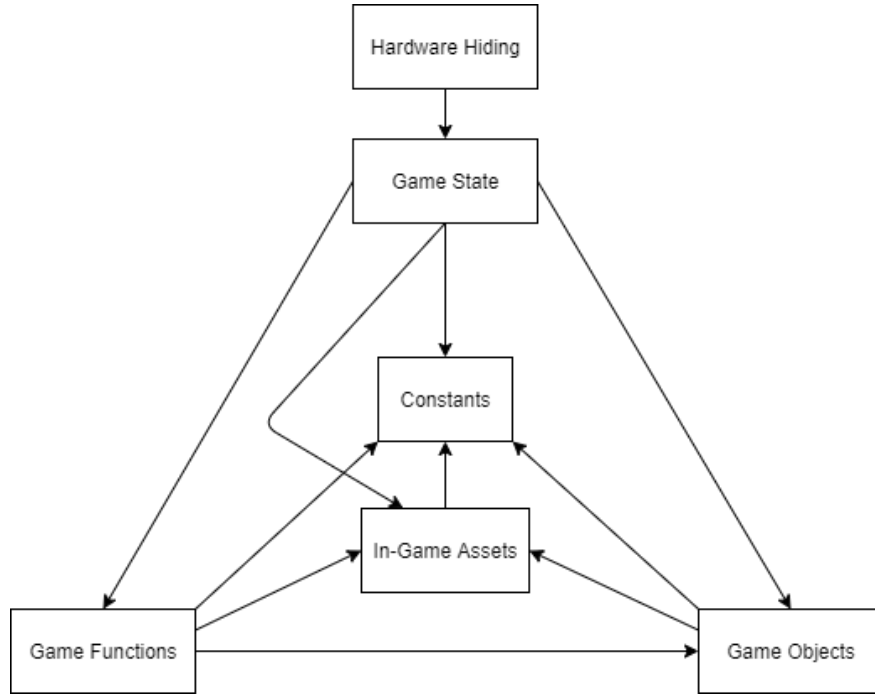 Hardware Hiding
Game State
Constants
In-Game Assets
Game Functions
Game Objects